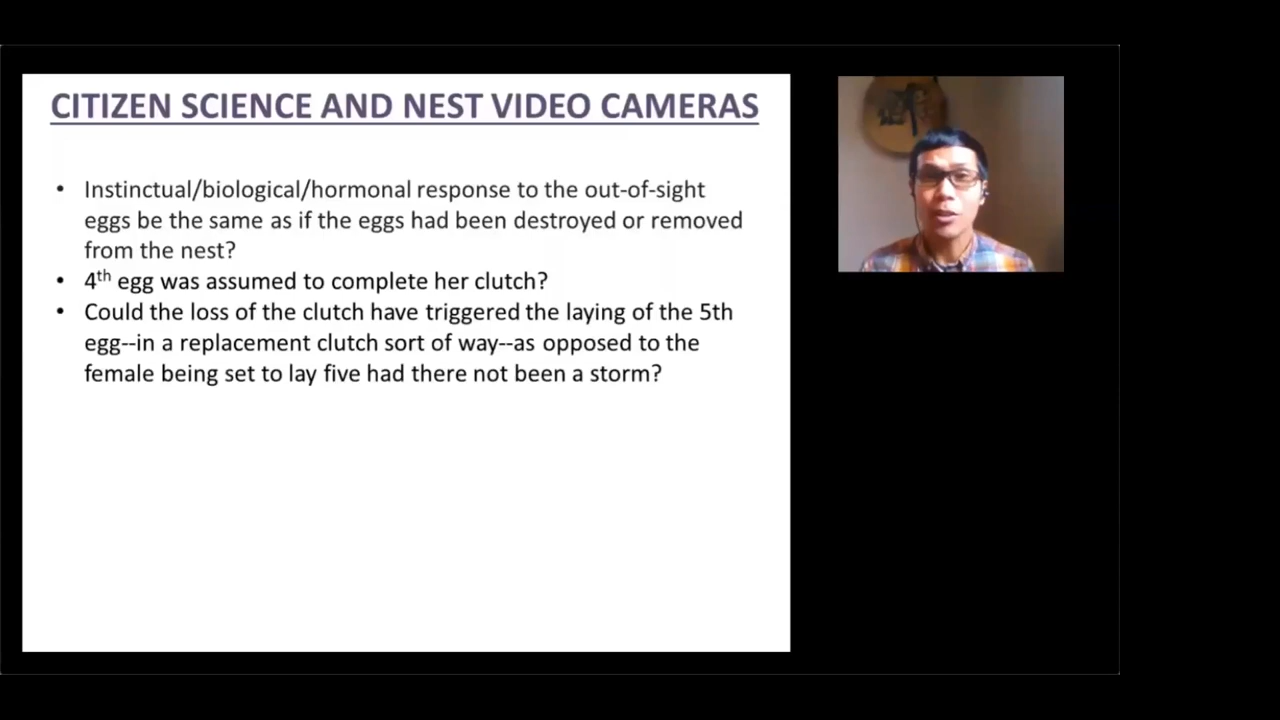 CITIZEN SCIENCE AND NEST VIDEO CAMERAS
• Instinctual/biological/hormonal response to the out-of-sight
eggs be the same as if the eggs had been destroyed or removed
from the nest?
• 4th egg was assumed to complete her clutch?
• Could the loss of the clutch have triggered the laying of the 5th
egg--in a replacement clutch sort of way--as opposed to the
female being set to lay five had there not been a storm?